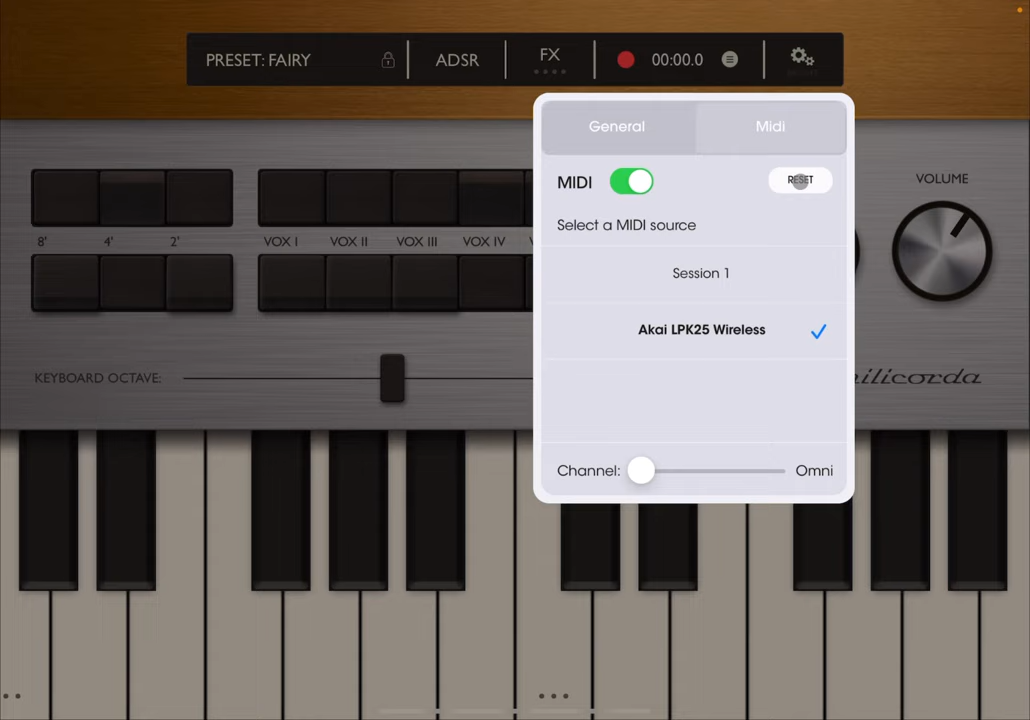 PRESET: FAIRY
ADSR
FX
00:00.0
General
Midi
MIDI
RESET
Select a MIDI source
Session 1
Akai LPK25 Wireless
Channel:
Omni
VOLUME
8'
4'
2'
VOX I
VOX II
VOX III
VOX IV
KEYBOARD OCTAVE: